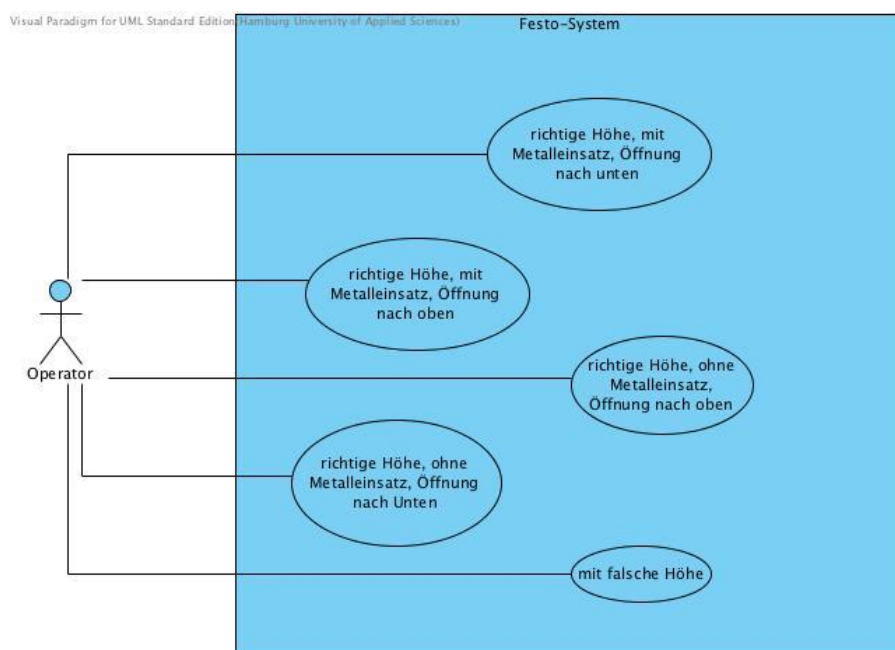 Visual Paradigm for UML Standard Edition(Hamburg University of Applied Sciences)
Festo-System
richtige Höhe, mit
Metalleinsatz, Öffnung
nach unten
richtige Höhe, mit
Metalleinsatz, Öffnung
nach oben
Operator
richtige Höhe, ohne
Metalleinsatz,
Öffnung nach oben
richtige Höhe, ohne
Metalleinsatz, Öffnung
nach Unten
mit falsche Höhe